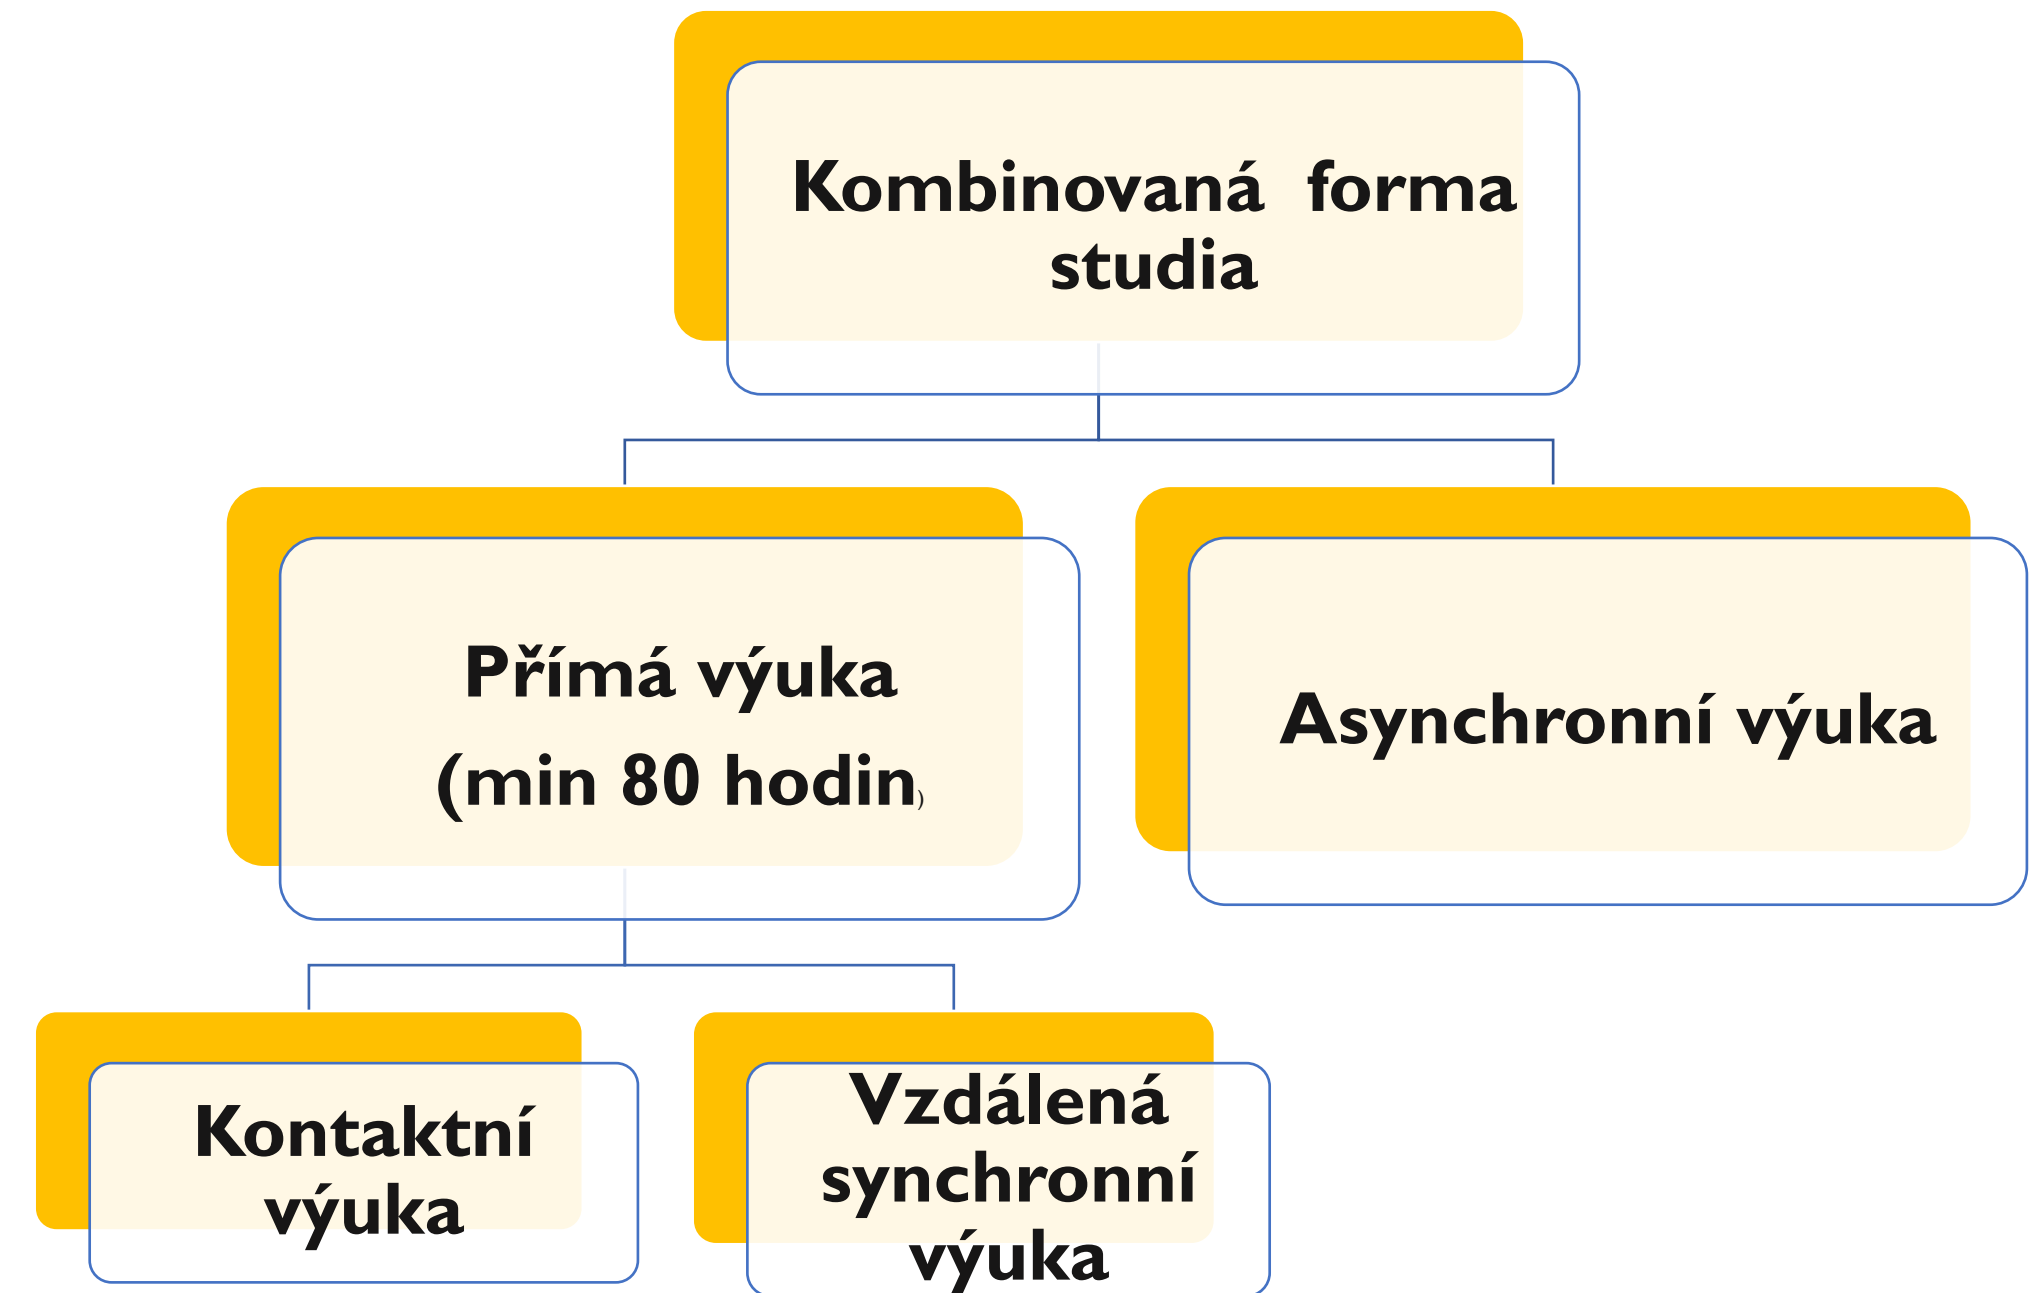 Kombinovaná  forma
studia
Přímá výuka
(min 80 hodin)
Asynchronní výuka
Kontaktní
výuka
Vzdálená
synchronní
výuka